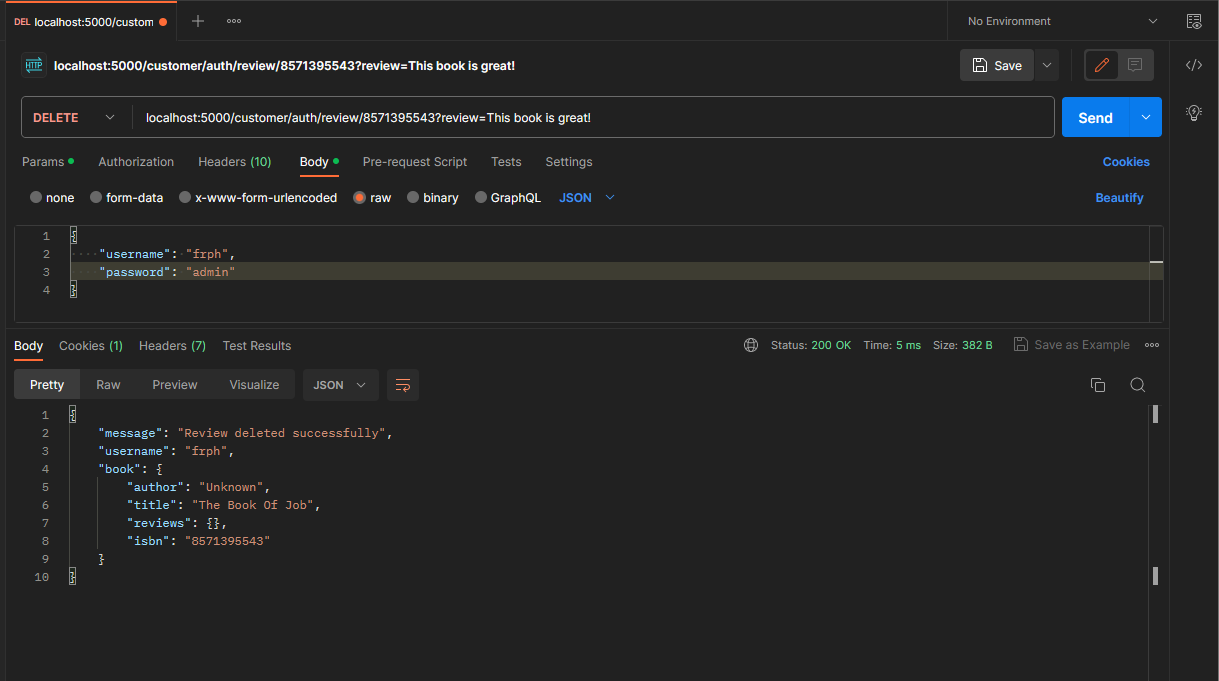 DEL localhost:5000/custom
No Environment
HTTP localhost:5000/customer/auth/review/8571395543?review=This book is great!
Save
DELETE localhost:5000/customer/auth/review/8571395543?review=This book is great!
Send
Params Authorization Headers (10) Body Pre-request Script Tests Settings Cookies
none form-data x-www-form-urlencoded raw binary GraphQL JSON Beautify
1 {
2 ····"username":·"frph",
3 ····"password": "admin"
4 }
Body Cookies (1) Headers (7) Test Results Status: 200 OK Time: 5 ms Size: 382 B Save as Example
Pretty Raw Preview Visualize JSON
1 {
2 "message": "Review deleted successfully",
3 "username": "frph",
4 "book": {
5 "author": "Unknown",
6 "title": "The Book Of Job",
7 "reviews": {},
8 "isbn": "8571395543"
9 }
10 }